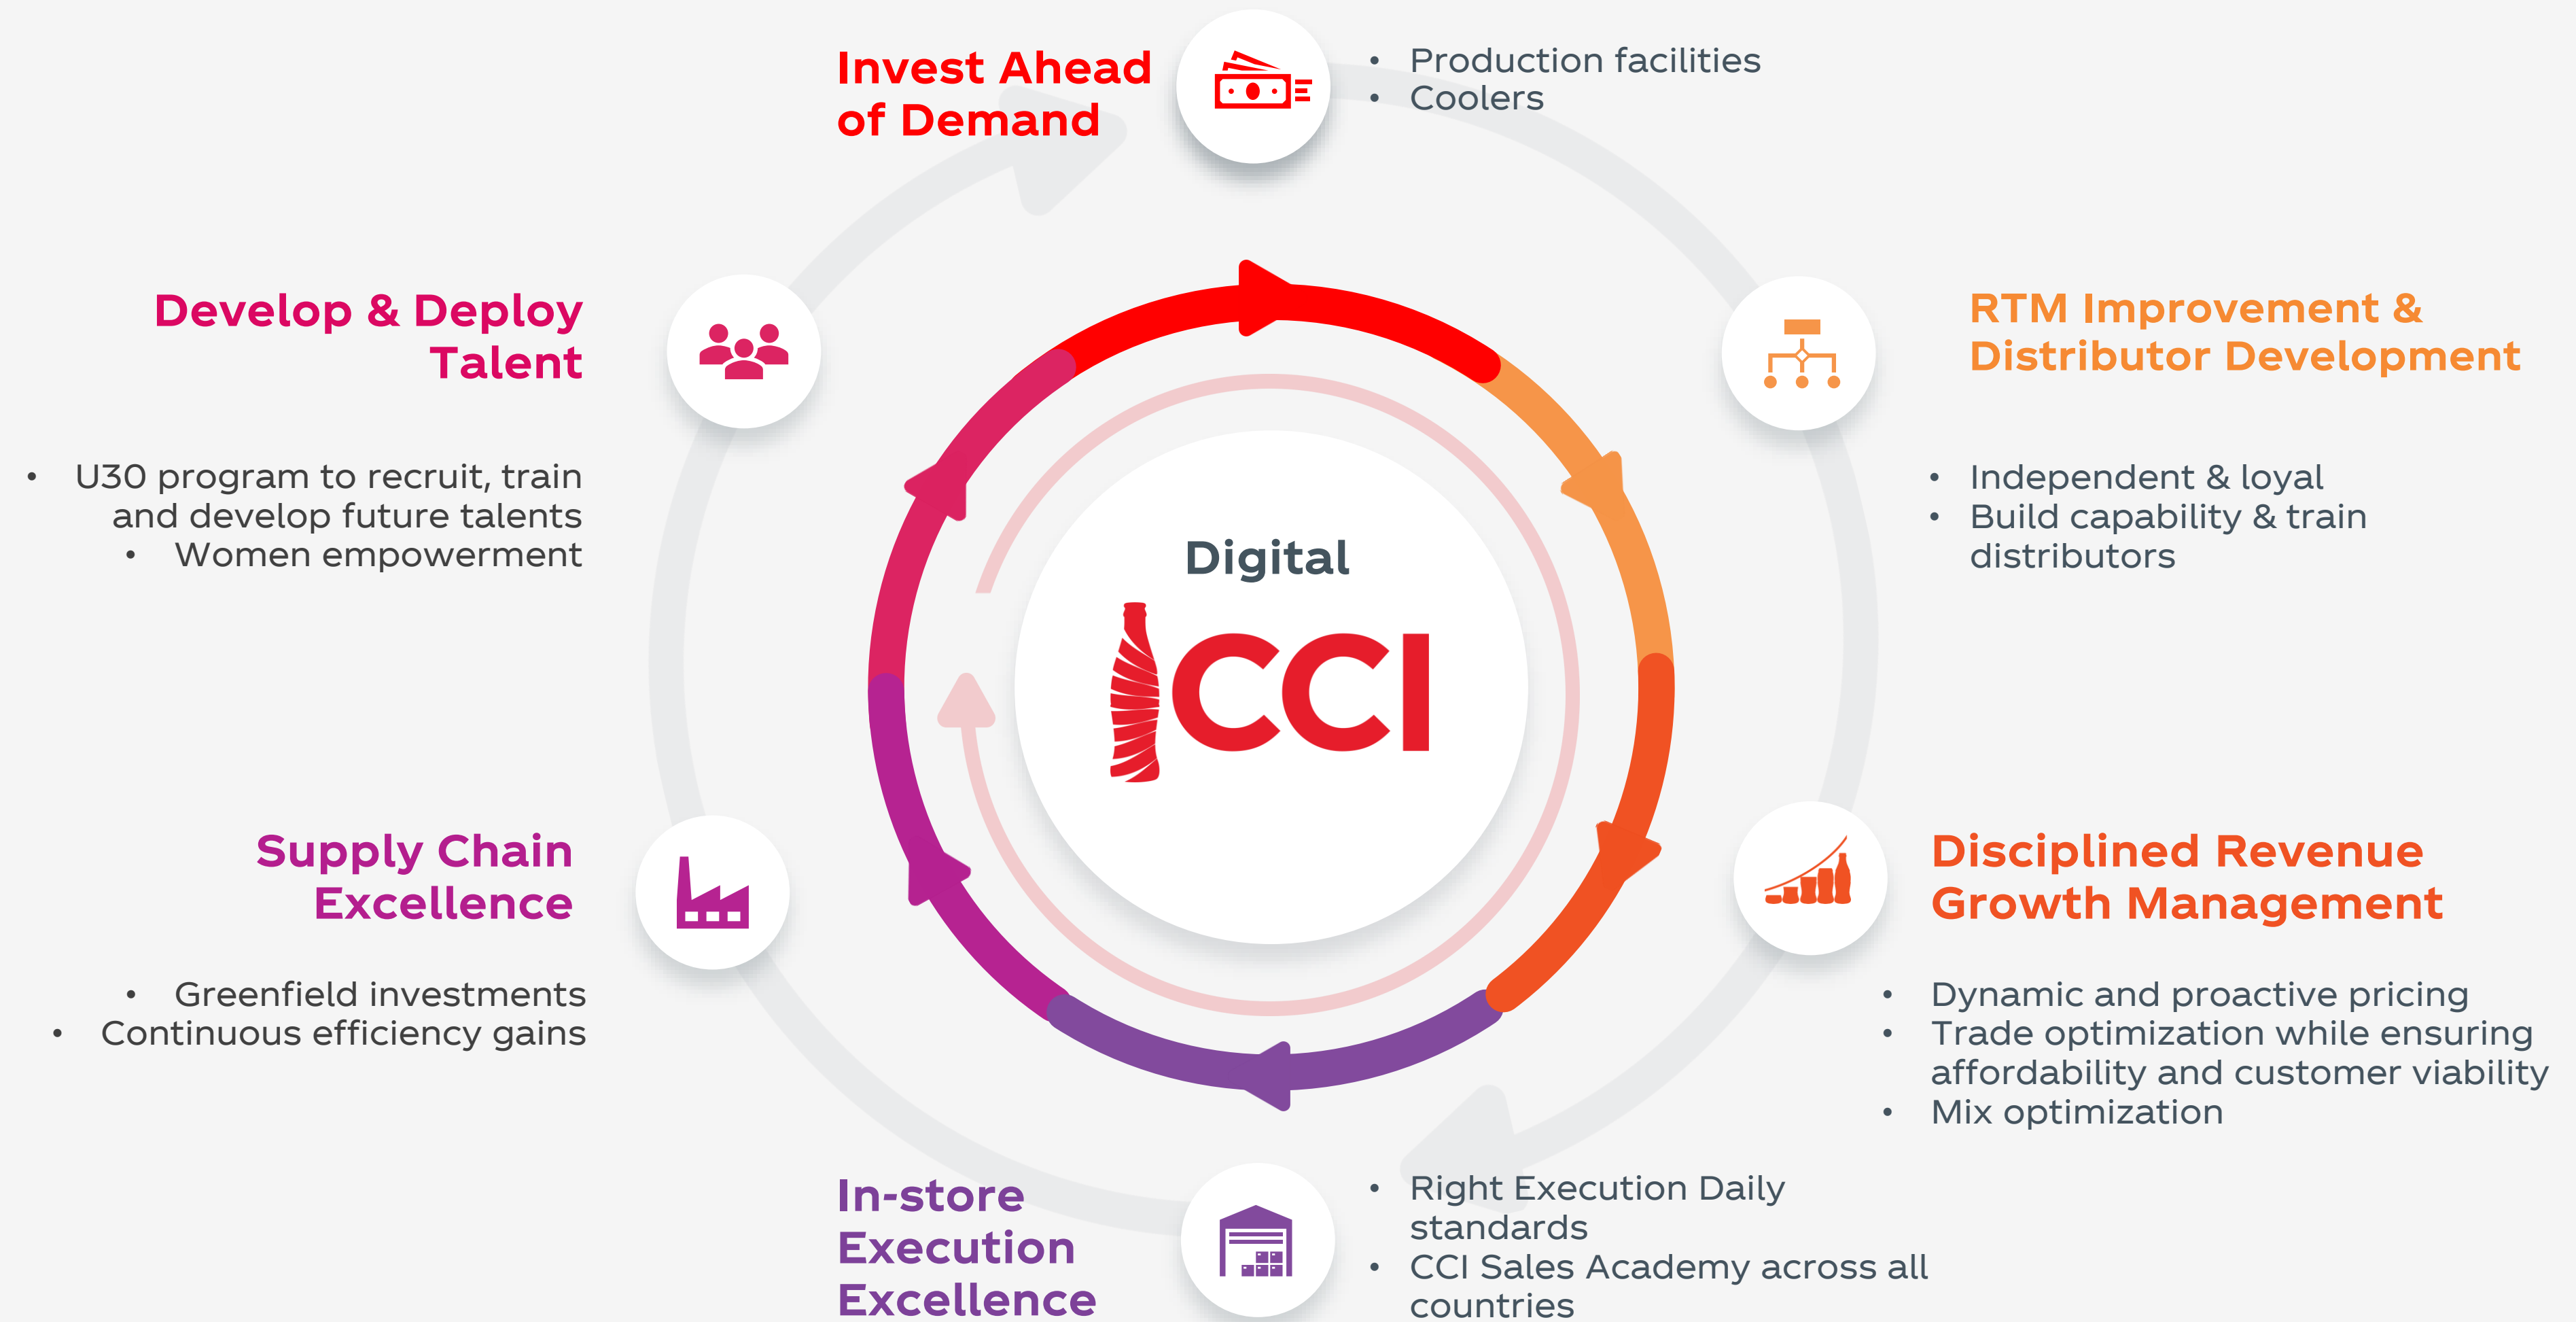 Invest Ahead
of Demand
• Production facilities
• Coolers
RTM Improvement &
Distributor Development
• Independent & loyal
• Build capability & train
distributors
Disciplined Revenue
Growth Management
• Dynamic and proactive pricing
• Trade optimization while ensuring
affordability and customer viability
• Mix optimization
In-store
Execution
Excellence
• Right Execution Daily
standards
• CCI Sales Academy across all
countries
Supply Chain
Excellence
• Greenfield investments
• Continuous efficiency gains
Develop & Deploy
Talent
• U30 program to recruit, train
and develop future talents
• Women empowerment
Digital
CCI